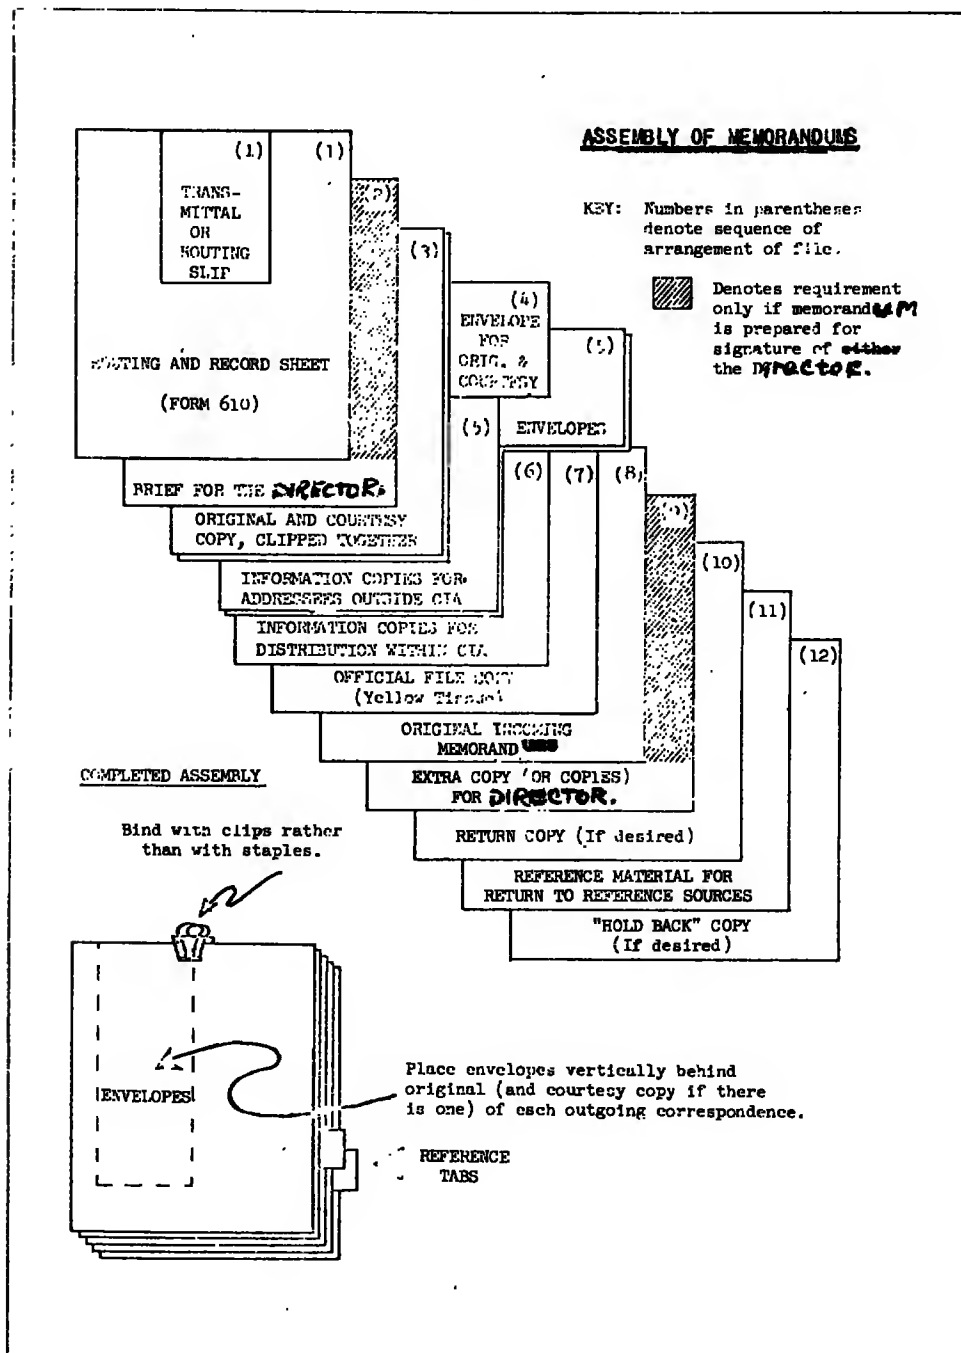 ASSEMBLY OF MEMORANDUMS
KEY: Numbers in parentheses
denote sequence of
arrangement of file.
Denotes requirement
only if memorandUM
is prepared for
signature of either
the DIRECTOR.
(1) (1)
TRANS-
MITTAL
OR
ROUTING
SLIP
ROUTING AND RECORD SHEET
(FORM 610)
(2)
BRIEF FOR THE DIRECTOR.
(3)
ORIGINAL AND COURTESY
COPY, CLIPPED TOGETHER
(4)
ENVELOPE
FOR
ORIG. &
COURTESY
(5)
ENVELOPES
(5)
INFORMATION COPIES FOR
ADDRESSEES OUTSIDE CIA
(6)
INFORMATION COPIES FOR
DISTRIBUTION WITHIN CIA
(7)
OFFICIAL FILE COPY
(Yellow Tissue)
(8)
ORIGINAL INCOMING
MEMORAND
(9)
EXTRA COPY (OR COPIES)
FOR DIRECTOR.
(10)
RETURN COPY (If desired)
(11)
REFERENCE MATERIAL FOR
RETURN TO REFERENCE SOURCES
(12)
"HOLD BACK" COPY
(If desired)
COMPLETED ASSEMBLY
Bind with clips rather
than with staples.
ENVELOPES
Place envelopes vertically behind
original (and courtesy copy if there
is one) of each outgoing correspondence.
REFERENCE
TABS